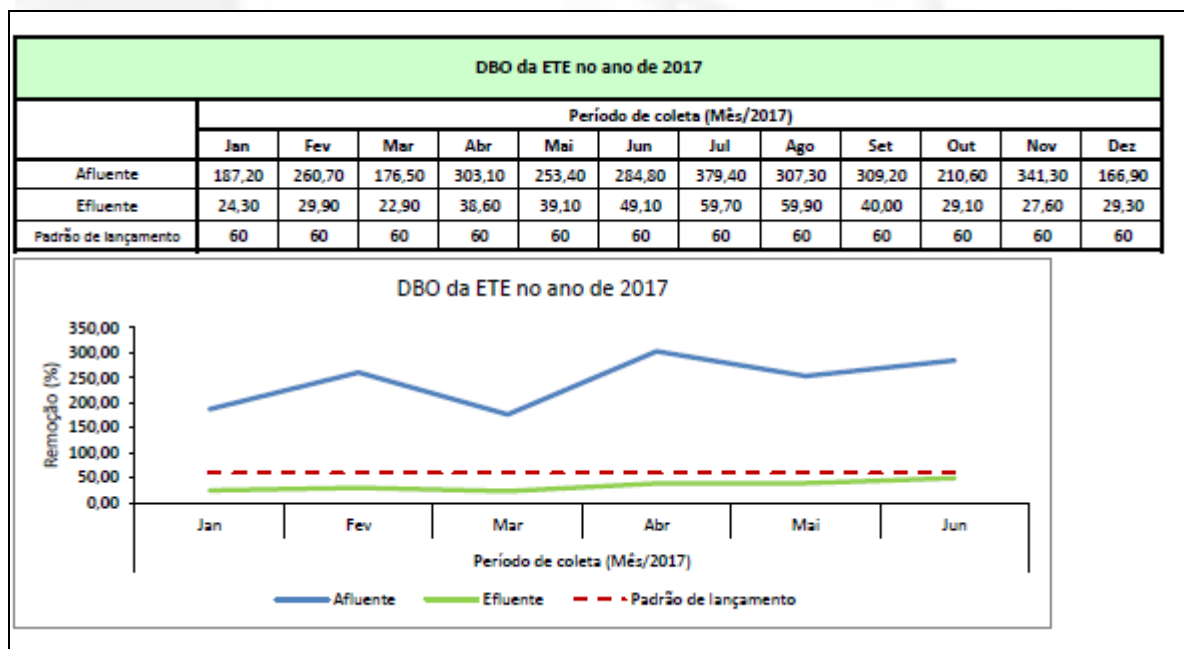 DBO da ETE no ano de 2017
Período de coleta (Mês/2017)
Jan Fev Mar Abr Mai Jun Jul Ago Set Out Nov Dez
Afluente 187,20 260,70 176,50 303,10 253,40 284,80 379,40 307,30 309,20 210,60 341,30 166,90
Efluente 24,30 29,90 22,90 38,60 39,10 49,10 59,70 59,90 40,00 29,10 27,60 29,30
Padrão de lançamento 60 60 60 60 60 60 60 60 60 60 60 60
DBO da ETE no ano de 2017
Remoção (%)
350,00
300,00
250,00
200,00
150,00
100,00
50,00
0,00
Jan Fev Mar Abr Mai Jun
Período de coleta (Mês/2017)
Afluente Efluente Padrão de lançamento